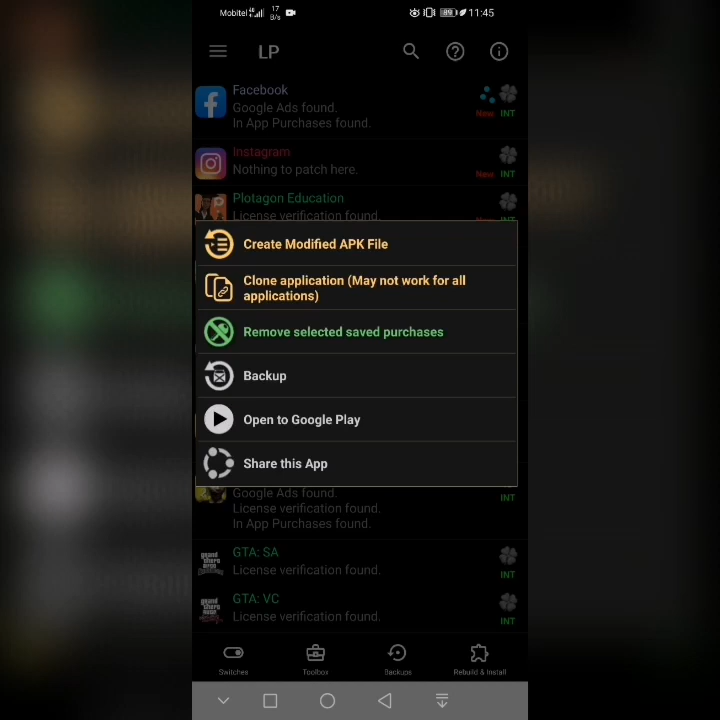 Mobitel 4G 17 B/s 89 11:45
LP
Facebook
Google Ads found.
In App Purchases found.
New INT
Instagram
Nothing to patch here.
New INT
Plotagon Education
License verification found.
Create Modified APK File
Clone application (May not work for all
applications)
Remove selected saved purchases
Backup
Open to Google Play
Share this App
Google Ads found.
License verification found.
In App Purchases found.
INT
GTA: SA
License verification found.
INT
GTA: VC
License verification found.
INT
Switches Toolbox Backups Rebuild & Install